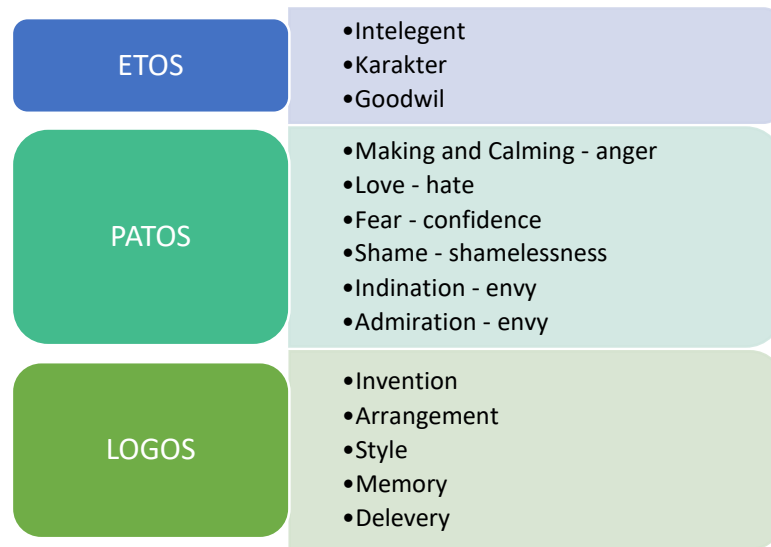 ETOS
•Intelegent
•Karakter
•Goodwil
PATOS
•Making and Calming - anger
•Love - hate
•Fear - confidence
•Shame - shamelessness
•Indination - envy
•Admiration - envy
LOGOS
•Invention
•Arrangement
•Style
•Memory
•Delevery